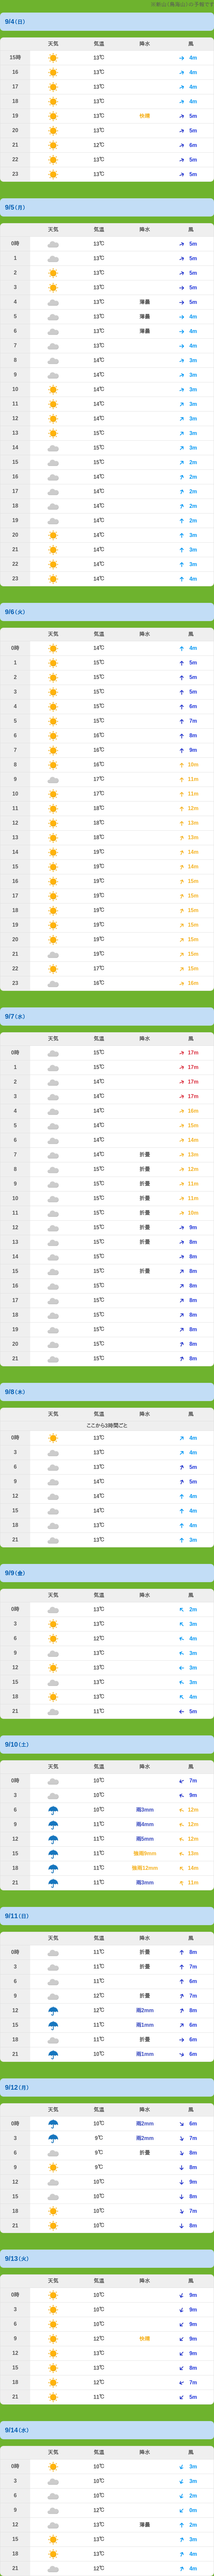 9/4(日)
天気 気温 降水 風
15時 13℃ 4m
16 13℃ 4m
17 13℃ 4m
18 13℃ 4m
19 13℃ 快晴 5m
20 13℃ 5m
21 12℃ 6m
22 13℃ 5m
23 13℃ 5m
9/5(月)
天気 気温 降水 風
0時 13℃ 5m
1 13℃ 5m
2 13℃ 5m
3 13℃ 5m
4 13℃ 薄曇 5m
5 13℃ 薄曇 4m
6 13℃ 薄曇 4m
7 13℃ 4m
8 14℃ 3m
9 14℃ 3m
10 14℃ 3m
11 14℃ 3m
12 14℃ 3m
13 15℃ 3m
14 15℃ 3m
15 15℃ 2m
16 14℃ 2m
17 14℃ 2m
18 14℃ 2m
19 14℃ 2m
20 14℃ 3m
21 14℃ 3m
22 14℃ 3m
23 14℃ 4m
9/6(火)
天気 気温 降水 風
0時 14℃ 4m
1 15℃ 5m
2 15℃ 5m
3 15℃ 5m
4 15℃ 6m
5 15℃ 7m
6 16℃ 8m
7 16℃ 9m
8 16℃ 10m
9 17℃ 11m
10 17℃ 11m
11 18℃ 12m
12 18℃ 13m
13 18℃ 13m
14 19℃ 14m
15 19℃ 14m
16 19℃ 15m
17 19℃ 15m
18 19℃ 15m
19 19℃ 15m
20 19℃ 15m
21 19℃ 15m
22 17℃ 15m
23 16℃ 16m
9/7(水)
天気 気温 降水 風
0時 15℃ 17m
1 15℃ 17m
2 14℃ 17m
3 14℃ 17m
4 14℃ 16m
5 14℃ 15m
6 14℃ 14m
7 14℃ 折曇 13m
8 15℃ 折曇 12m
9 15℃ 折曇 11m
10 15℃ 折曇 11m
11 15℃ 折曇 10m
12 15℃ 折曇 9m
13 15℃ 折曇 8m
14 15℃ 8m
15 15℃ 折曇 8m
16 15℃ 8m
17 15℃ 8m
18 15℃ 8m
19 15℃ 8m
20 15℃ 8m
21 15℃ 8m
9/8(木)
天気 気温 降水 風
ここから3時間ごと
0時 13℃ 4m
3 13℃ 4m
6 13℃ 5m
9 14℃ 5m
12 14℃ 4m
15 14℃ 4m
18 13℃ 4m
21 13℃ 3m
9/9(金)
天気 気温 降水 風
0時 13℃ 2m
3 13℃ 3m
6 12℃ 4m
9 13℃ 3m
12 13℃ 3m
15 13℃ 3m
18 13℃ 4m
21 11℃ 5m
9/10(土)
天気 気温 降水 風
0時 10℃ 7m
3 10℃ 9m
6 10℃ 雨3mm 12m
9 11℃ 雨4mm 12m
12 11℃ 雨5mm 12m
15 11℃ 強雨9mm 13m
18 11℃ 強雨12mm 14m
21 11℃ 雨3mm 11m
9/11(日)
天気 気温 降水 風
0時 11℃ 折曇 8m
3 11℃ 折曇 7m
6 11℃ 6m
9 12℃ 折曇 7m
12 12℃ 雨2mm 8m
15 11℃ 雨1mm 6m
18 11℃ 折曇 6m
21 10℃ 雨1mm 6m
9/12(月)
天気 気温 降水 風
0時 10℃ 雨2mm 6m
3 9℃ 雨2mm 7m
6 9℃ 折曇 8m
9 9℃ 8m
12 10℃ 9m
15 10℃ 8m
18 10℃ 7m
21 10℃ 8m
9/13(火)
天気 気温 降水 風
0時 10℃ 9m
3 10℃ 9m
6 10℃ 9m
9 12℃ 快晴 9m
12 13℃ 9m
15 13℃ 8m
18 12℃ 7m
21 11℃ 5m
9/14(水)
天気 気温 降水 風
0時 10℃ 3m
3 10℃ 3m
6 10℃ 2m
9 12℃ 0m
12 13℃ 薄曇 2m
15 13℃ 3m
18 13℃ 4m
21 12℃ 4m